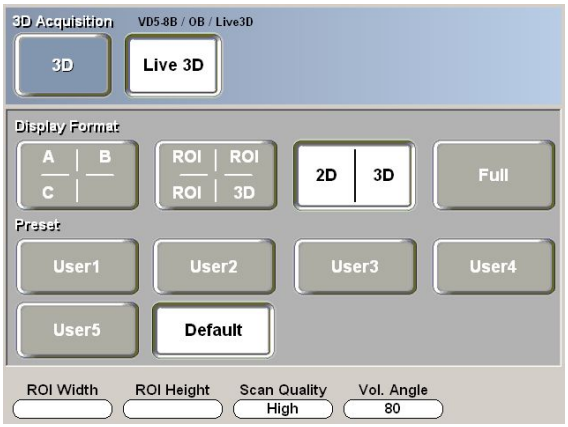 3D Acquisition VD5-8B / OB / Live3D
3D Live 3D
Display Format
A B ROI ROI 2D 3D Full
C ROI 3D
Preset
User1 User2 User3 User4
User5 Default
ROI Width ROI Height Scan Quality Vol. Angle
High 80